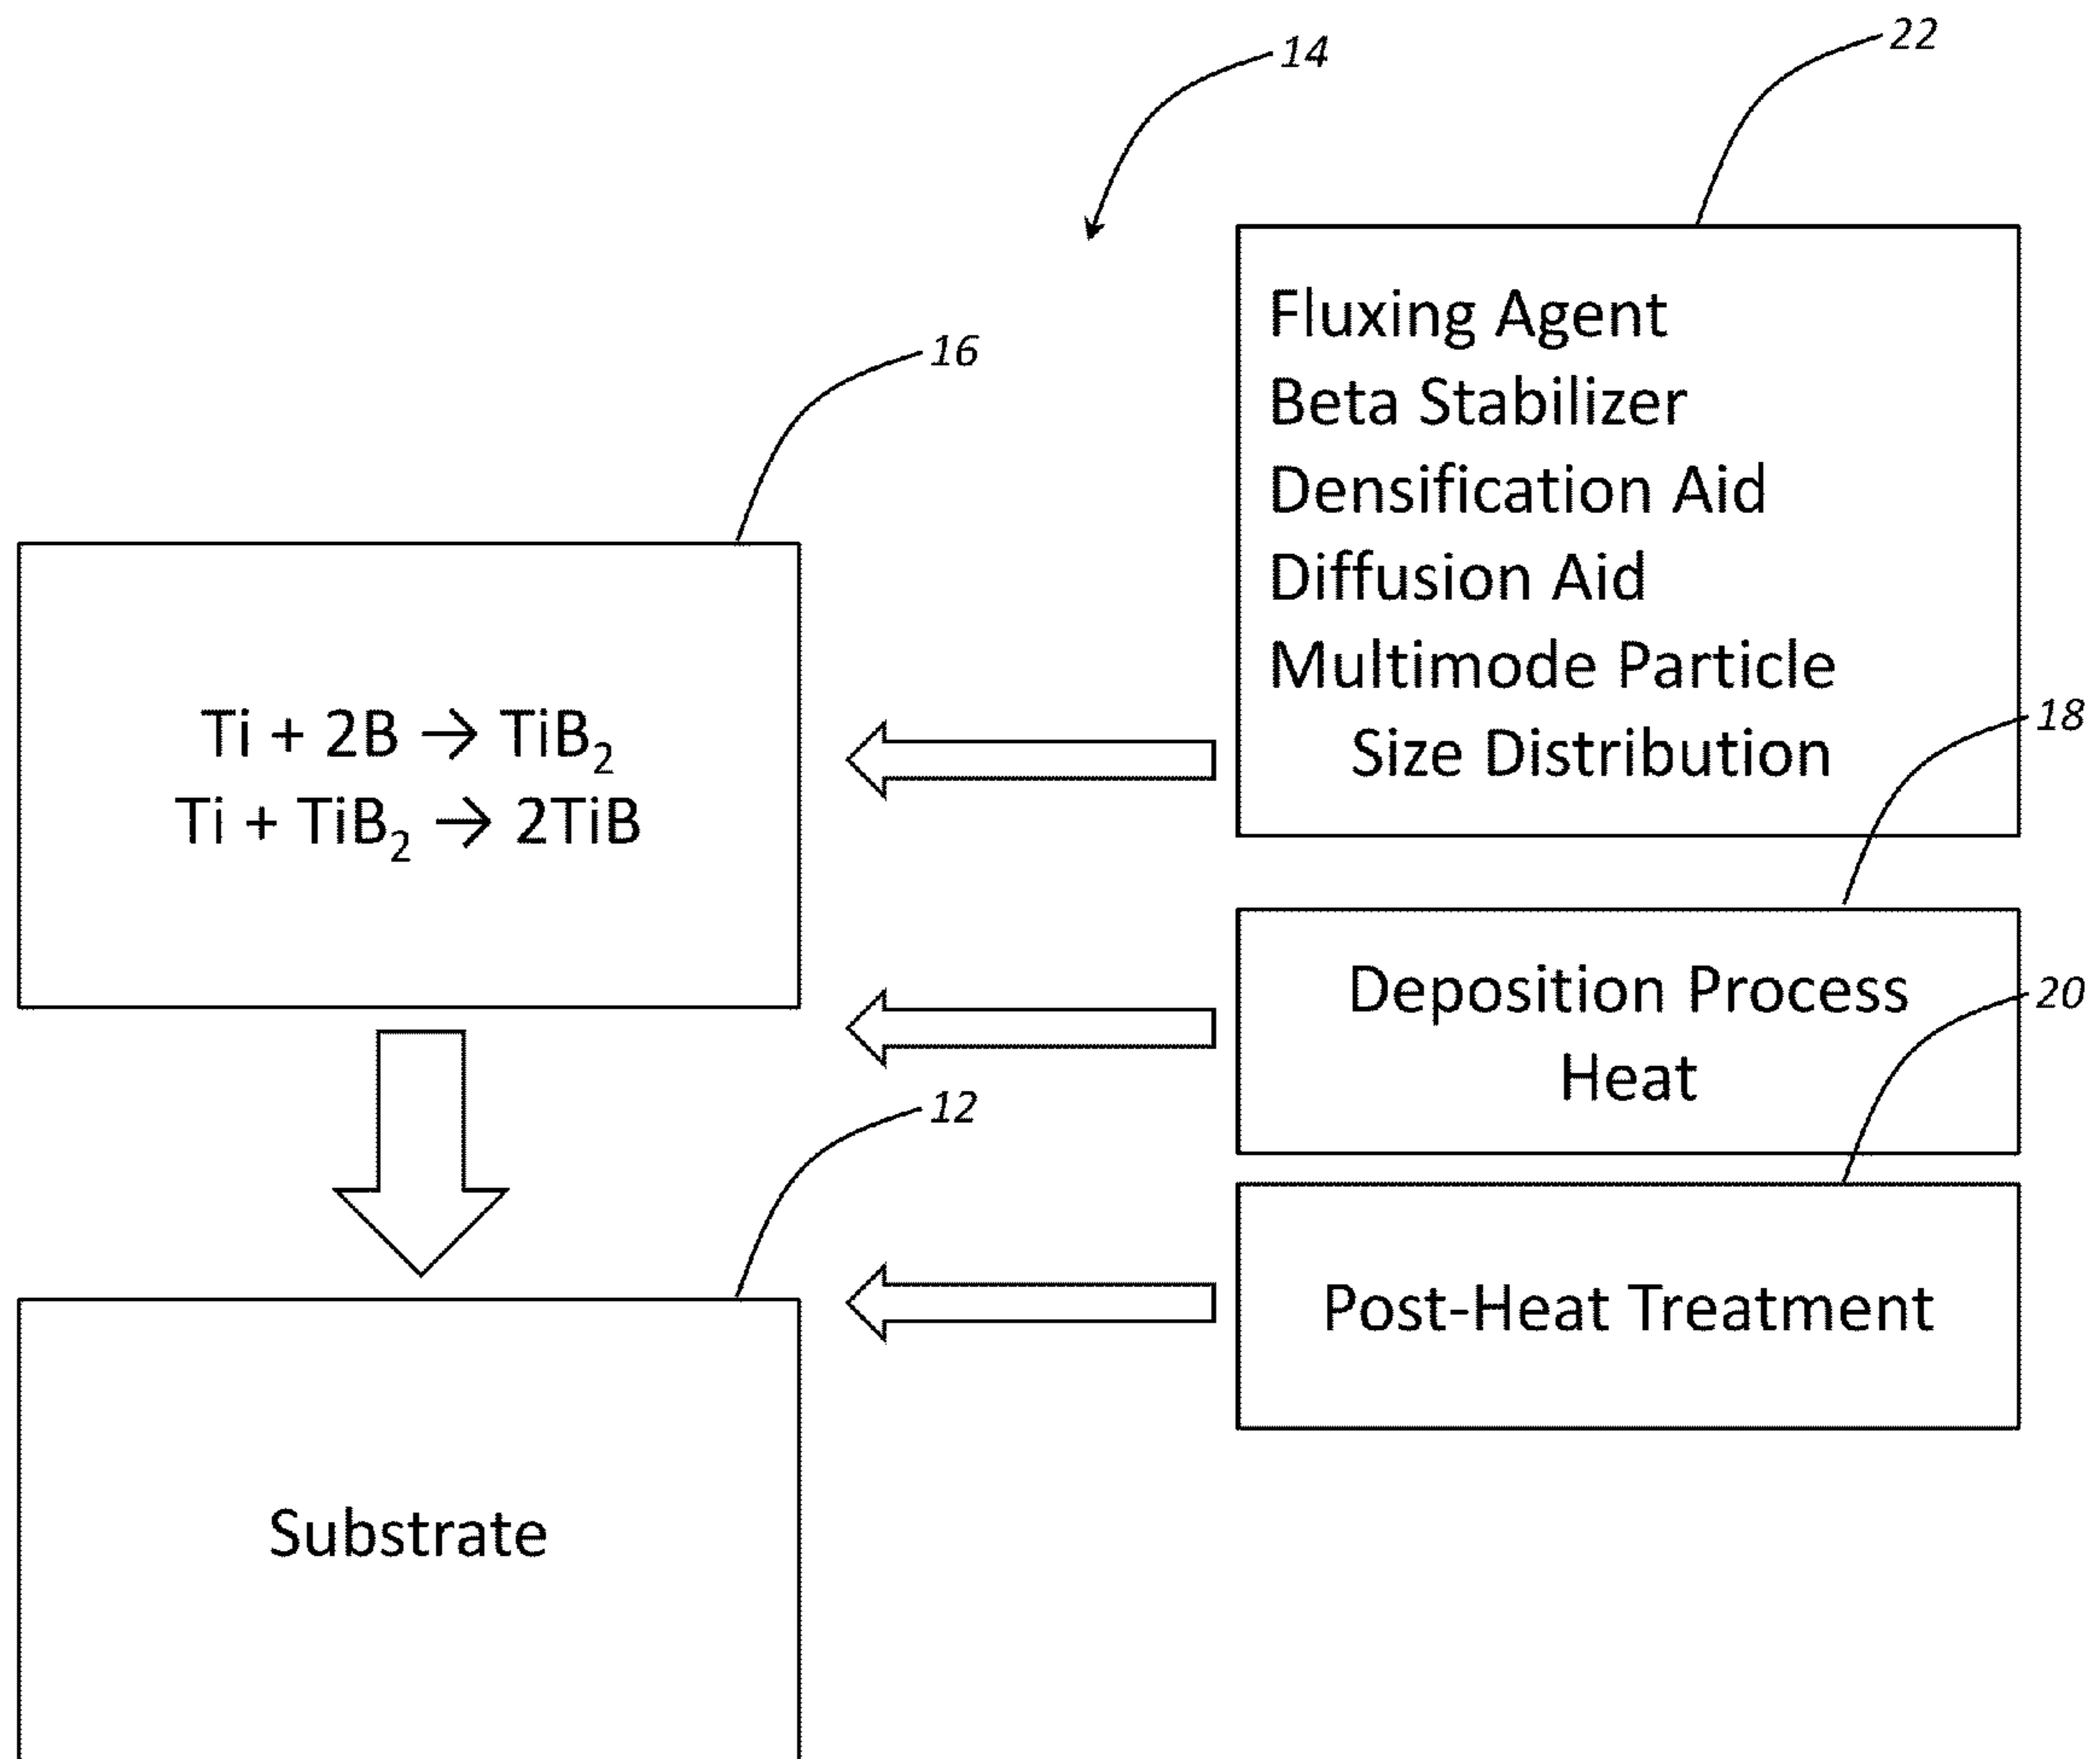 22
14
Fluxing Agent
Beta Stabilizer
Densification Aid
Diffusion Aid
Multimode Particle
Size Distribution
16
Ti + 2B → TiB₂
Ti + TiB₂ → 2TiB
18
Deposition Process
Heat
20
12
Post-Heat Treatment
Substrate